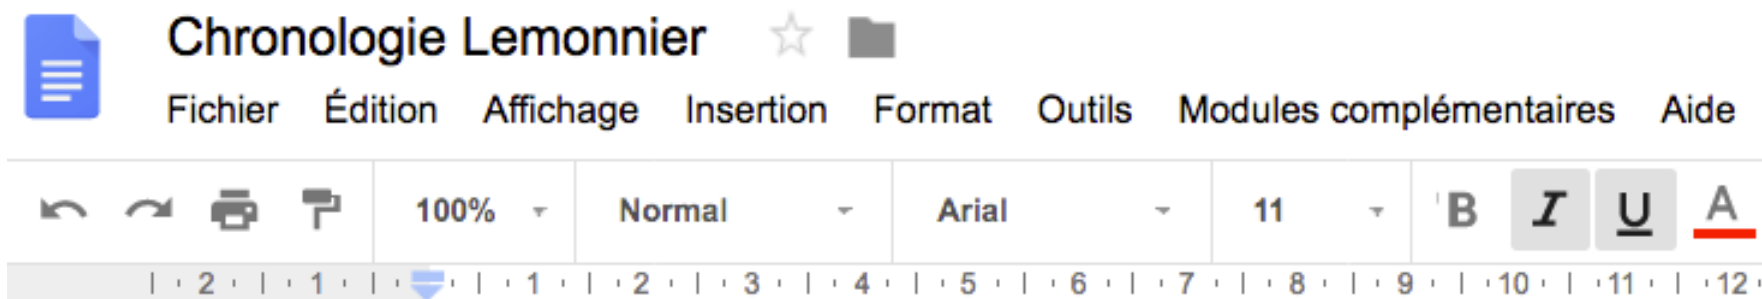 Chronologie Lemonnier
Fichier Édition Affichage Insertion Format Outils Modules complémentaires Aide
100% Normal Arial 11 B I U A
2 1 1 2 3 4 5 6 7 8 9 10 11 12